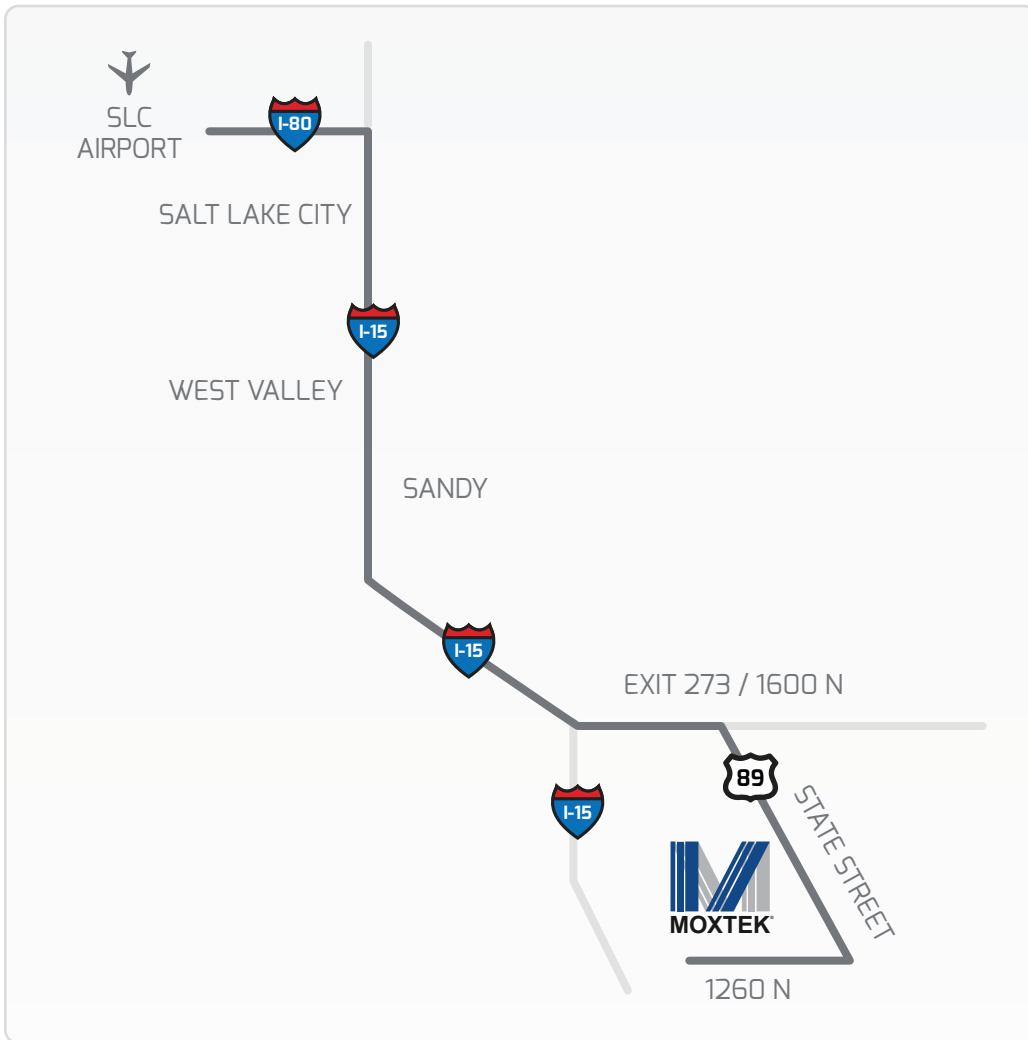 SLC
AIRPORT
I-80
SALT LAKE CITY
I-15
WEST VALLEY
SANDY
I-15
EXIT 273 / 1600 N
89
I-15
STATE STREET
MOXTEK®
1260 N